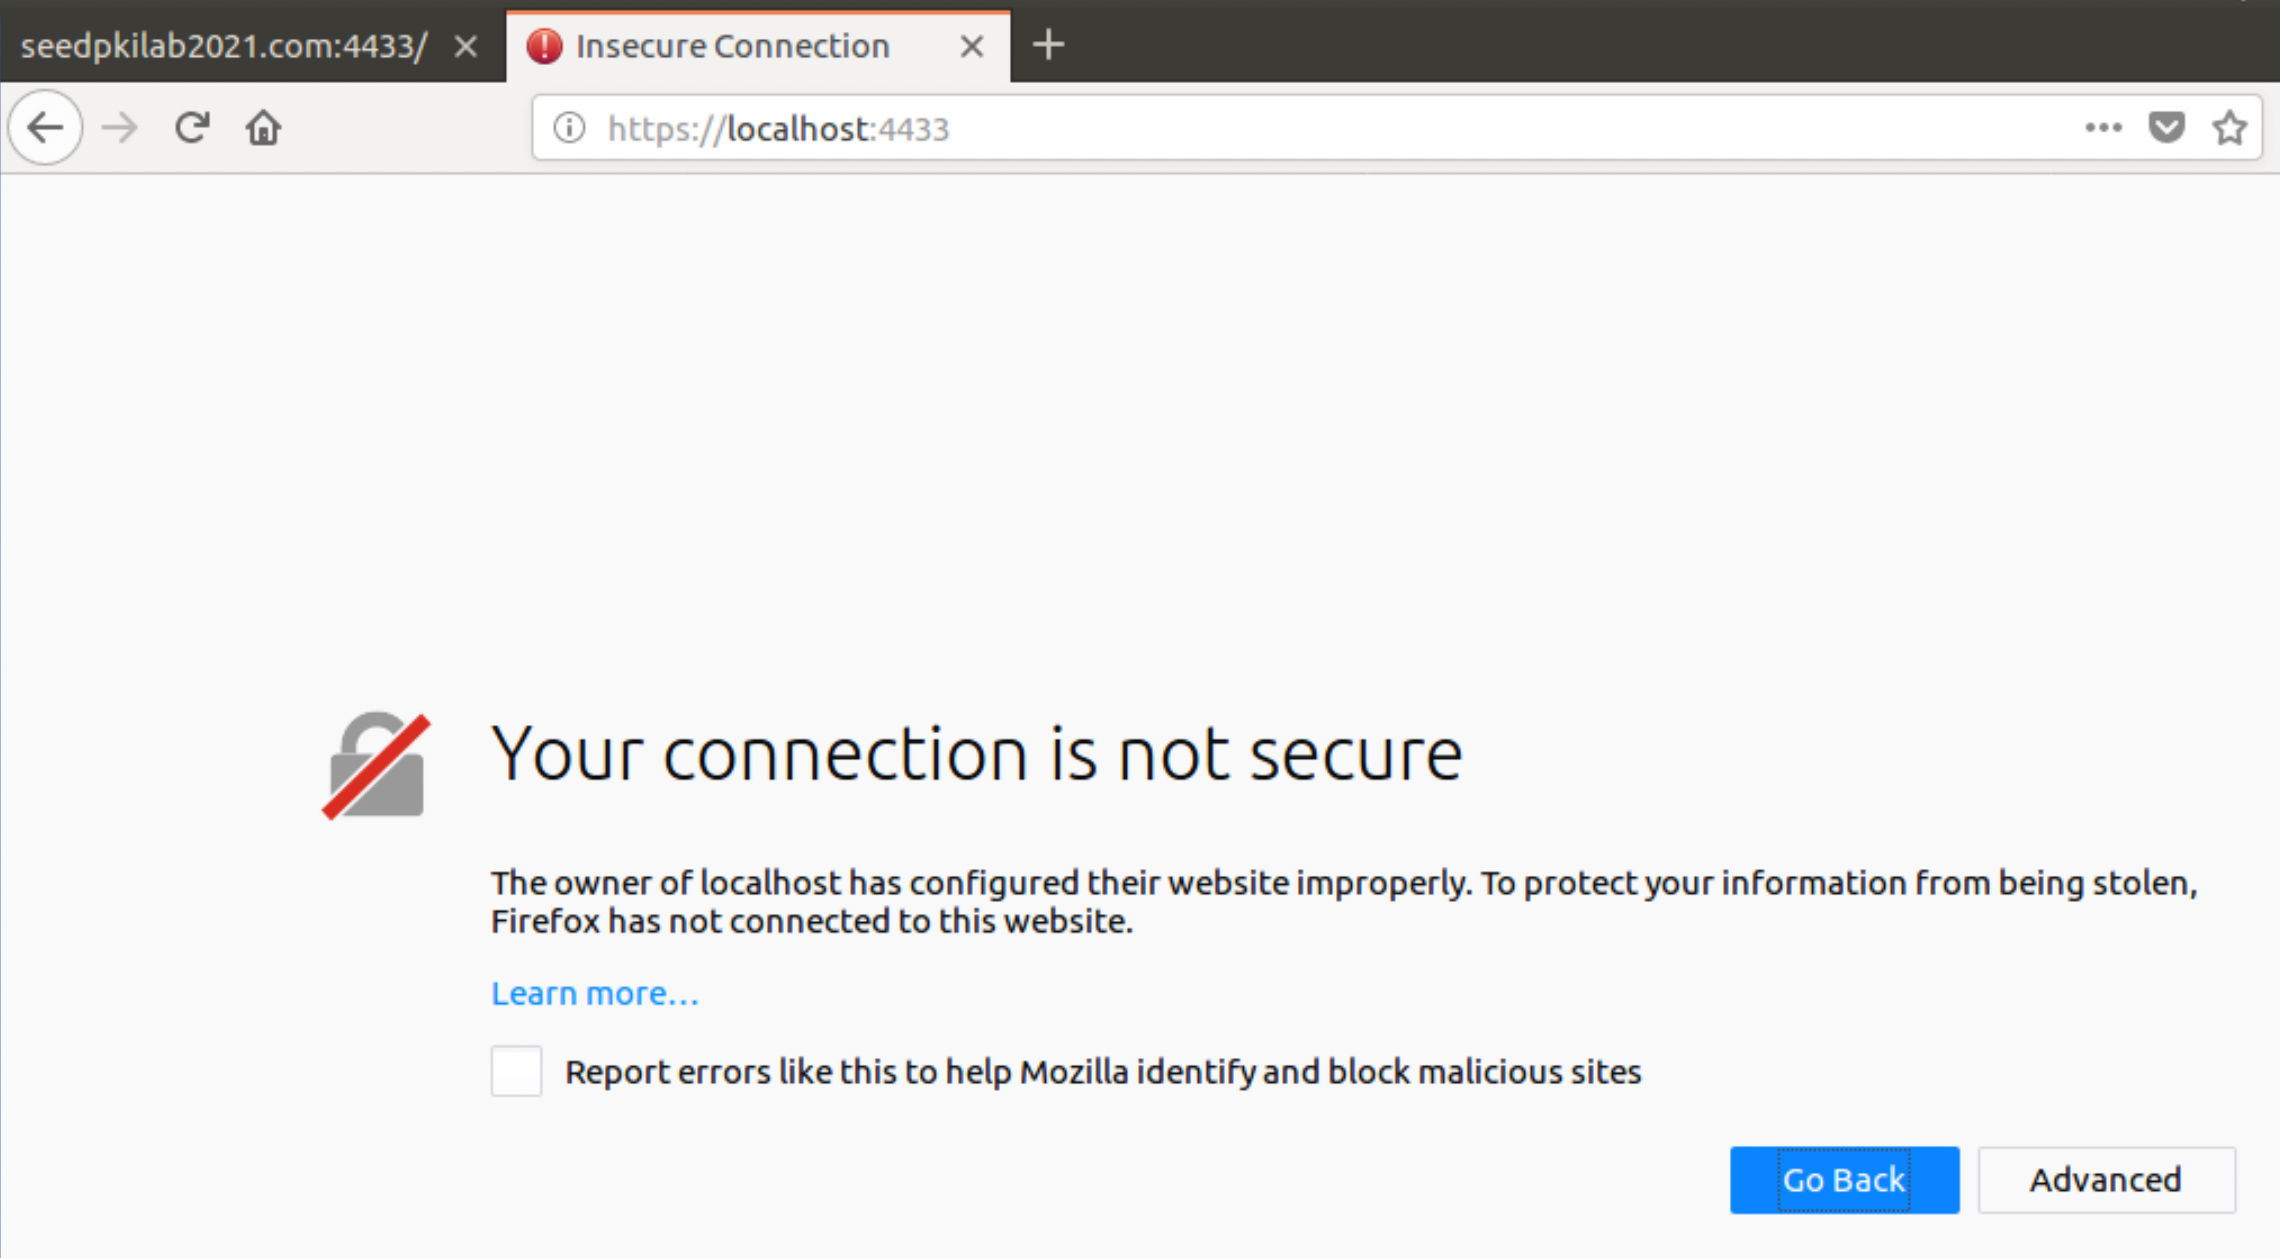 seedpkilab2021.com:4433/
Insecure Connection
https://localhost:4433
Your connection is not secure
The owner of localhost has configured their website improperly. To protect your information from being stolen,
Firefox has not connected to this website.
Learn more…
Report errors like this to help Mozilla identify and block malicious sites
Go Back
Advanced